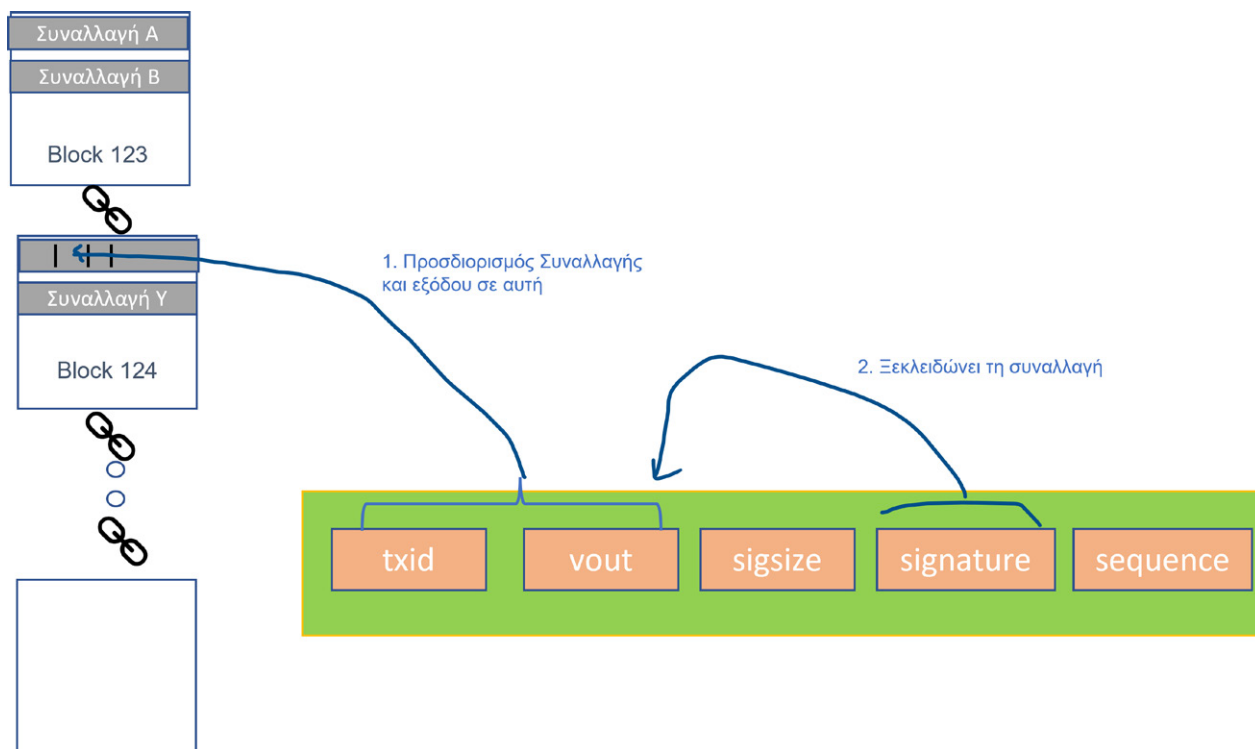 Συναλλαγή Α
Συναλλαγή Β
Block 123
Συναλλαγή Υ
Block 124
1. Προσδιορισμός Συναλλαγής
και εξόδου σε αυτή
2. Ξεκλειδώνει τη συναλλαγή
txid
vout
sigsize
signature
sequence